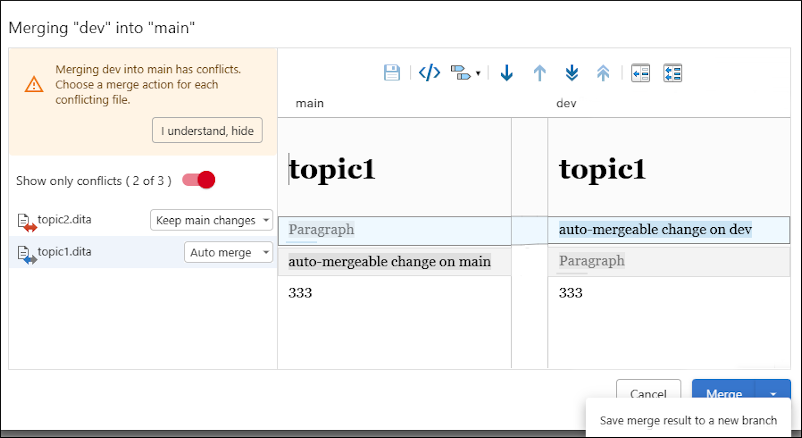 Merging "dev" into "main"
Merging dev into main has conflicts.
Choose a merge action for each
conflicting file.
I understand, hide
Show only conflicts ( 2 of 3 )
topic2.dita
Keep main changes
topic1.dita
Auto merge
main
dev
topic1
topic1
Paragraph
auto-mergeable change on dev
auto-mergeable change on main
Paragraph
333
333
Cancel
Merge
Save merge result to a new branch